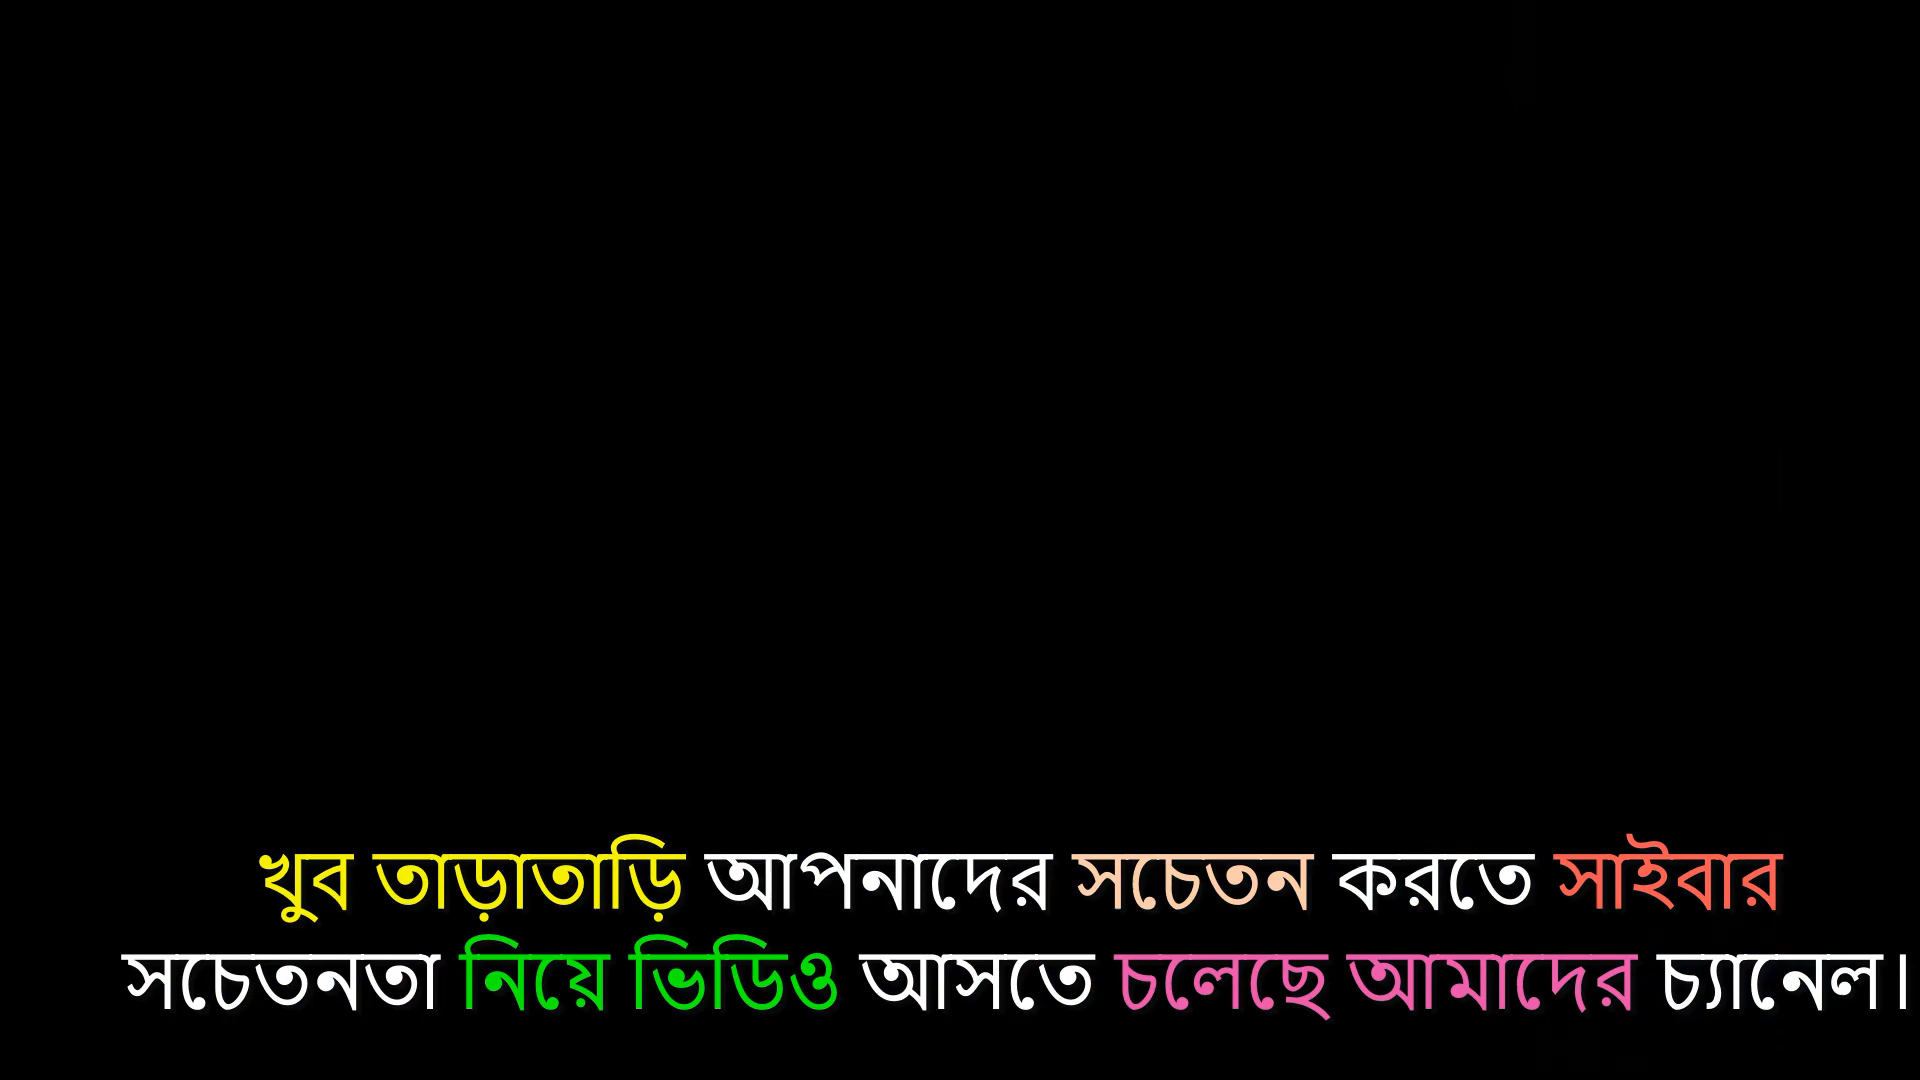 খুব তাড়াতাড়ি আপনাদের সচেতন করতে সাইবার
সচেতনতা নিয়ে ভিডিও আসতে চলেছে আমাদের চ্যানেল।